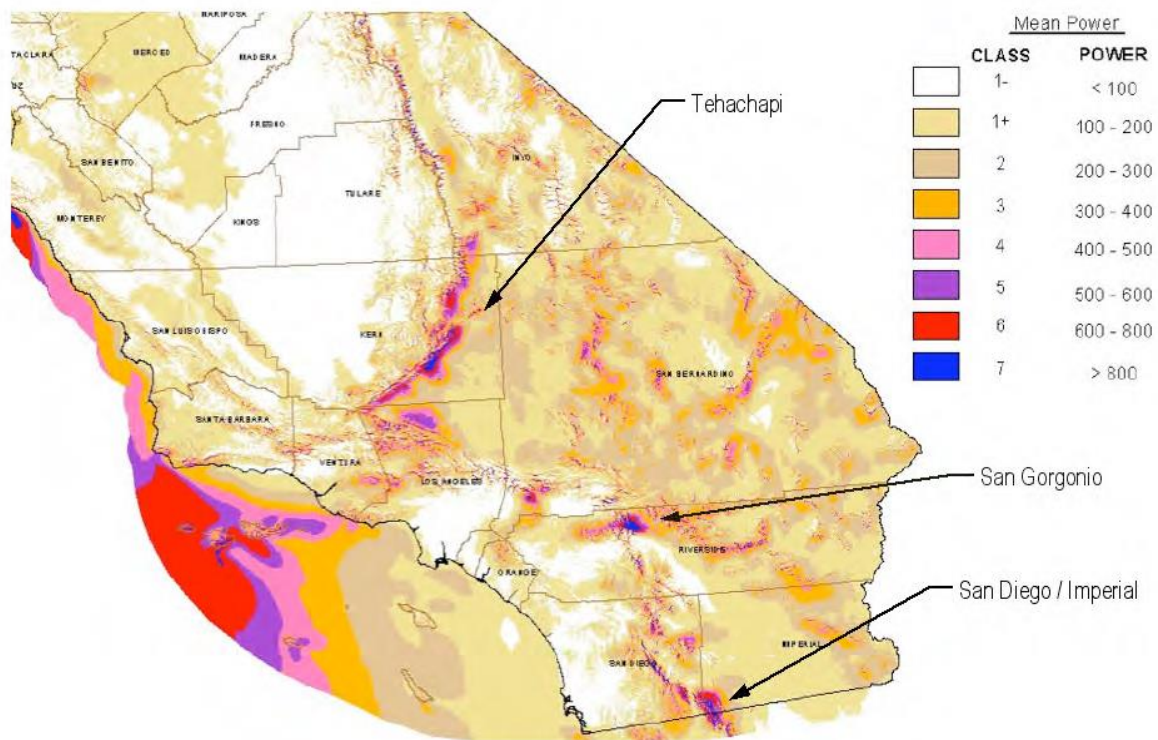 MARIPOSA
TACLARA
MERCED
MADERA
UZ
FRESNO
SAN BENITO
INYO
TULARE
MONTEREY
KINGS
SAN LUIS OBISPO
KERN
SAN BERNARDINO
SANTA BARBARA
VENTURA
LOS ANGELES
RIVERSIDE
ORANGE
SAN DIEGO
IMPERIAL
Tehachapi
San Gorgonio
San Diego / Imperial
Mean Power
CLASS POWER
1- < 100
1+ 100 - 200
2 200 - 300
3 300 - 400
4 400 - 500
5 500 - 600
6 600 - 800
7 > 800